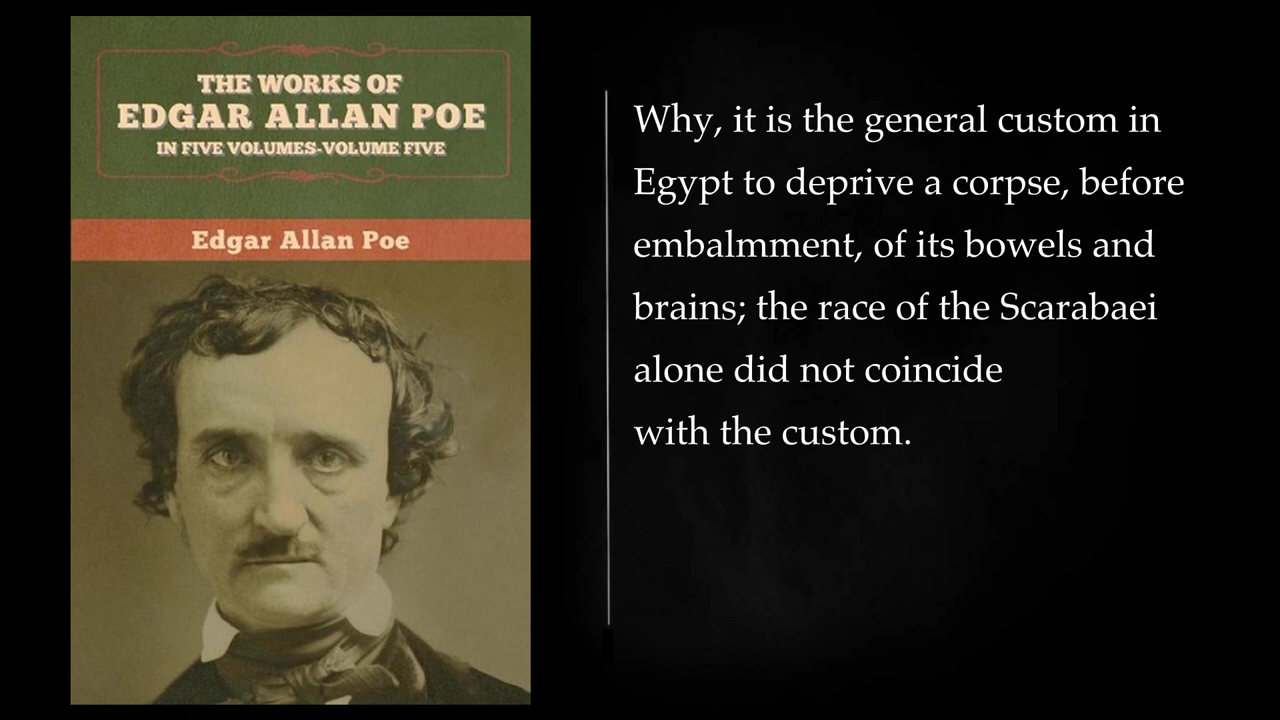 THE WORKS OF
EDGAR ALLAN POE
IN FIVE VOLUMES-VOLUME FIVE
Edgar Allan Poe
Why, it is the general custom in
Egypt to deprive a corpse, before
embalmment, of its bowels and
brains; the race of the Scarabaei
alone did not coincide
with the custom.